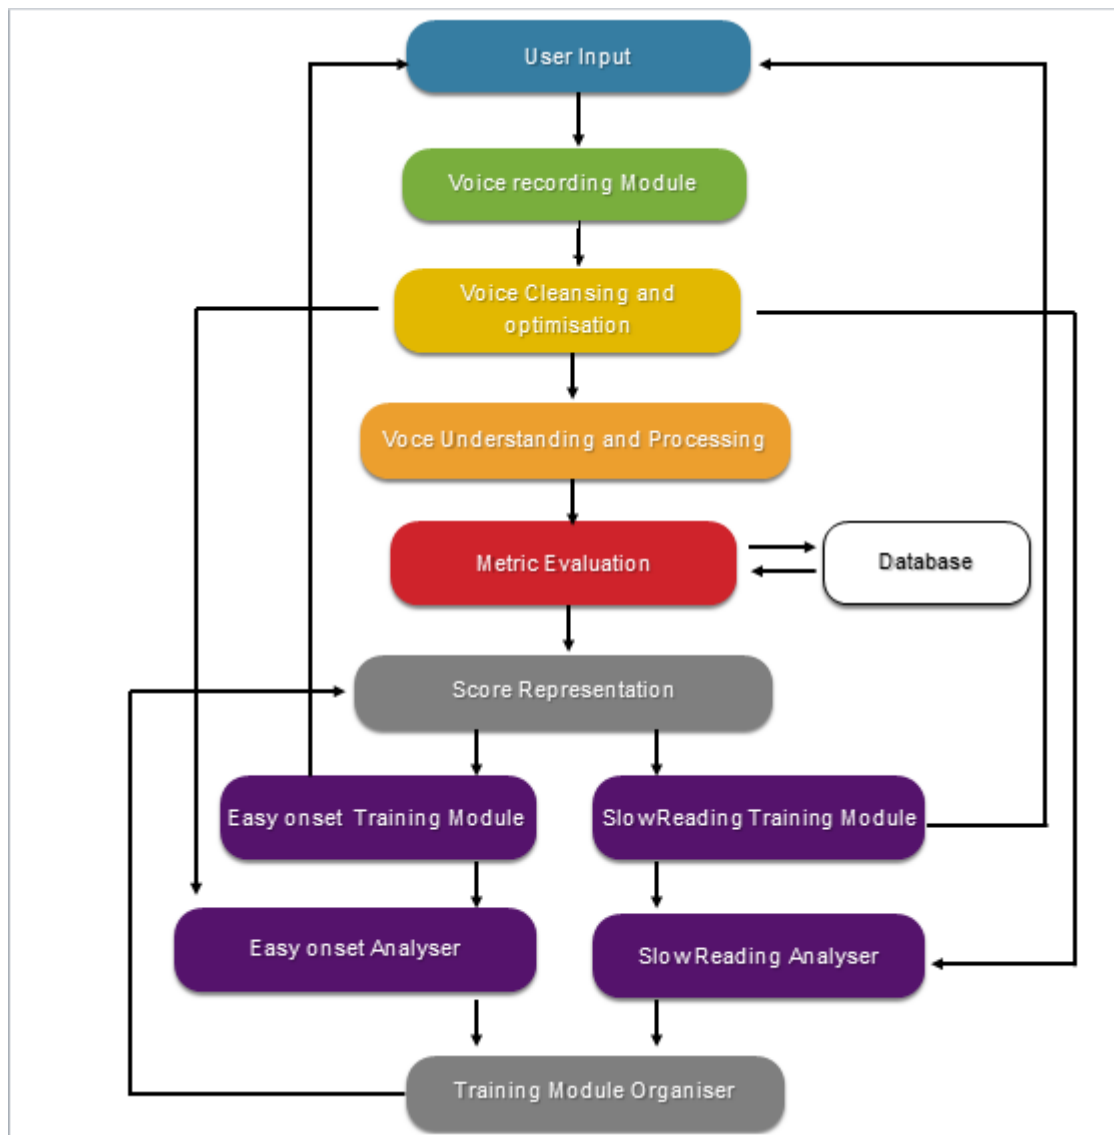 User Input
Voice recording Module
Voice Cleansing and
optimisation
Voce Understanding and Processing
Metric Evaluation
Database
Score Representation
Easy onset Training Module
SlowReading Training Module
Easy onset Analyser
SlowReading Analyser
Training Module Organiser